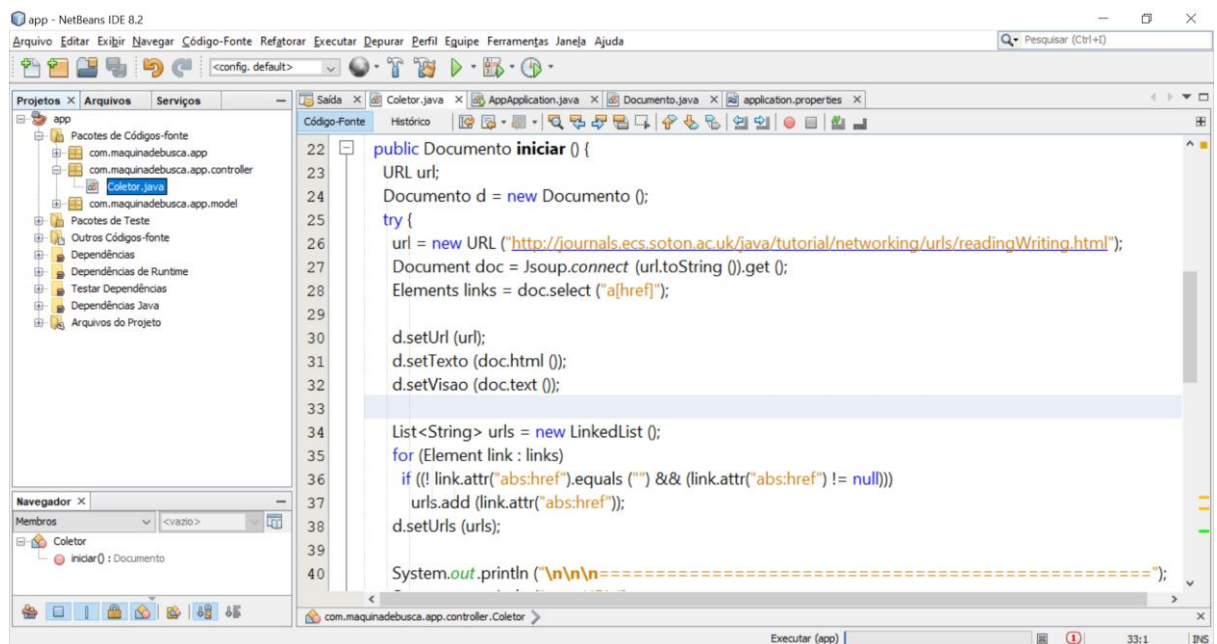 app - NetBeans IDE 8.2
Arquivo Editar Exibir Navegar Código-Fonte Refatorar Executar Depurar Perfil Equipe Ferramentas Janela Ajuda
Pesquisar (Ctrl+I)
<config. default>
Projetos Arquivos Serviços
app
Pacotes de Códigos-fonte
com.maquinadebusca.app
com.maquinadebusca.app.controller
Coletor.java
com.maquinadebusca.app.model
Pacotes de Teste
Outros Códigos-fonte
Dependências
Dependências de Runtime
Testar Dependências
Dependências Java
Arquivos do Projeto
Navegador
Membros <vazio>
Coletor
iniciar() : Documento
Saída Coletor.java AppApplication.java Documento.java application.properties
Código-Fonte Histórico
22 public Documento iniciar () {
23 URL url;
24 Documento d = new Documento ();
25 try {
26 url = new URL ("http://journals.ecs.soton.ac.uk/java/tutorial/networking/urls/readingWriting.html");
27 Document doc = Jsoup.connect (url.toString ()).get ();
28 Elements links = doc.select ("a[href]");
29
30 d.setUrl (url);
31 d.setTexto (doc.html ());
32 d.setVisao (doc.text ());
33
34 List<String> urls = new LinkedList ();
35 for (Element link : links)
36 if ((! link.attr("abs:href").equals ("") && (link.attr("abs:href") != null)))
37 urls.add (link.attr("abs:href"));
38 d.setUrls (urls);
39
40 System.out.println ("\n\n\n==================================================");
com.maquinadebusca.app.controller.Coletor
Executar (app) 1 33:1 INS